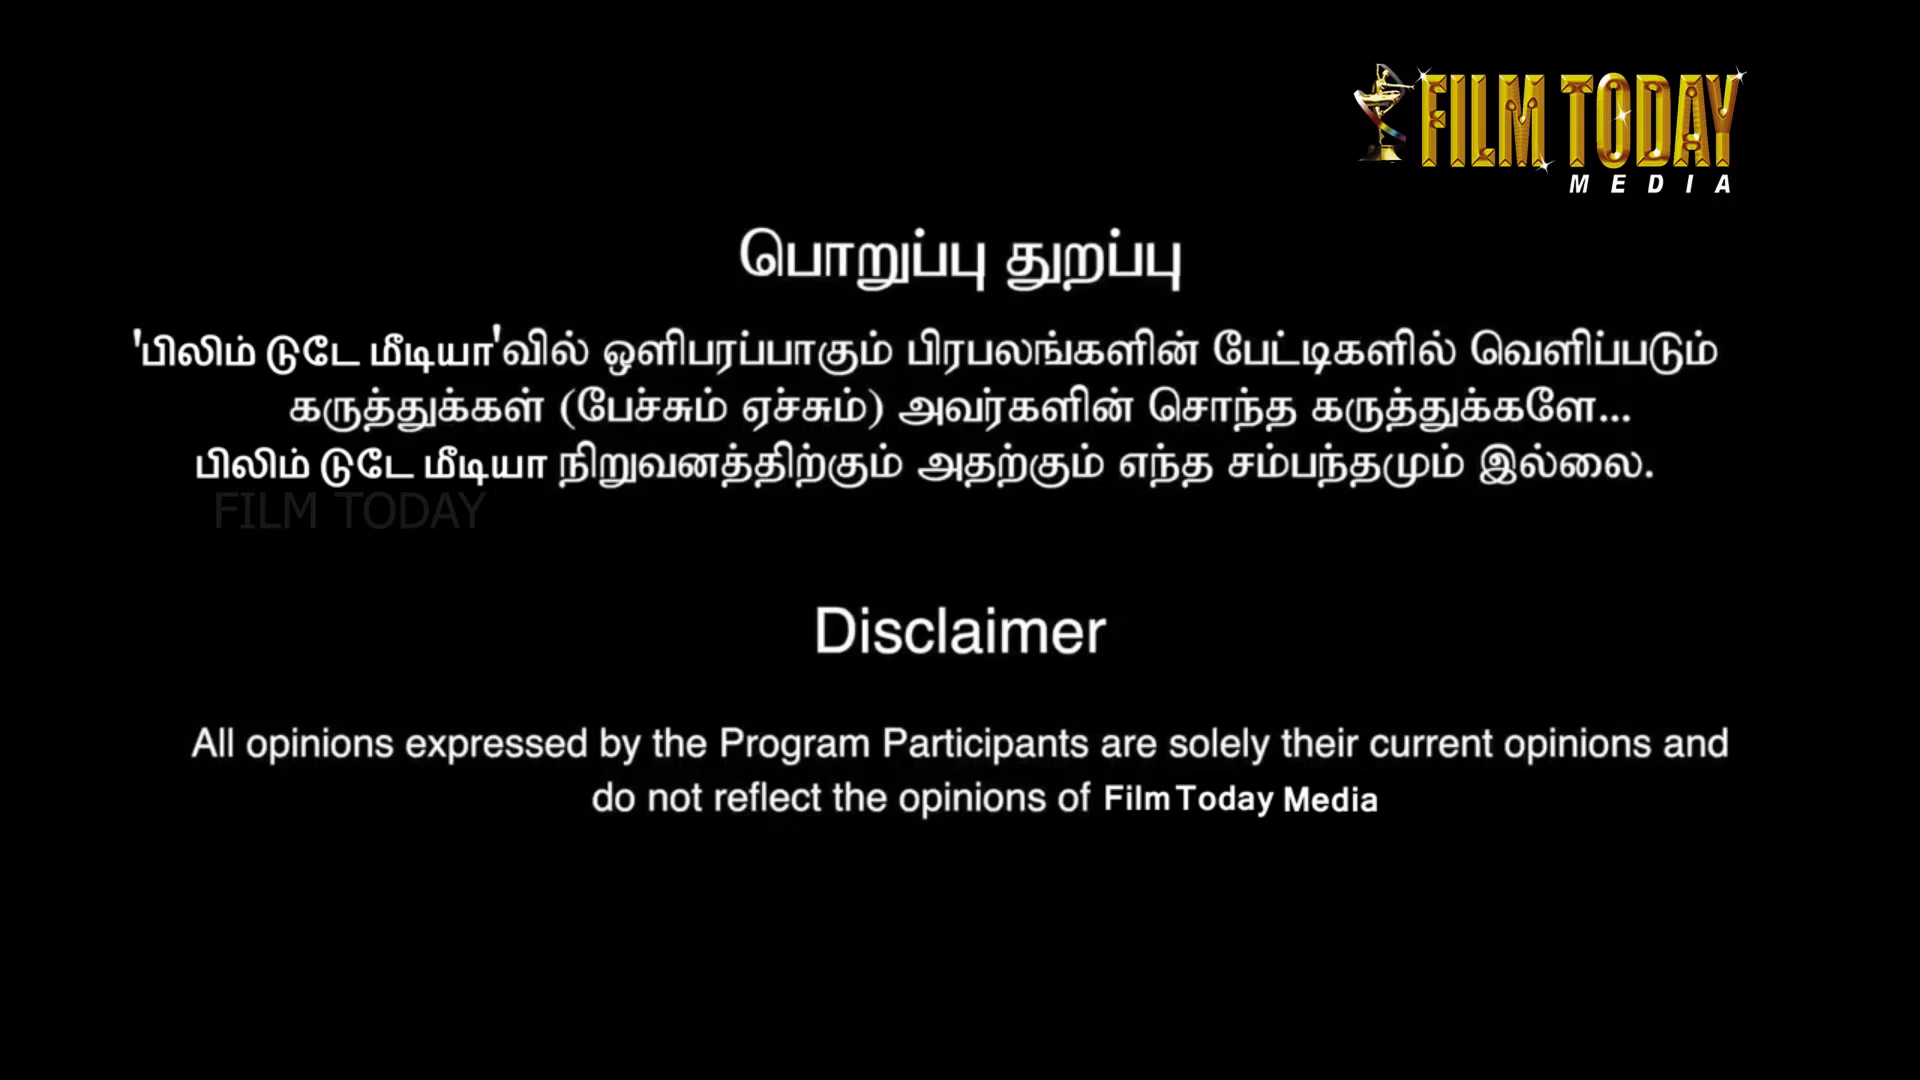 FILM TODAY
MEDIA
பொறுப்பு துறப்பு
'பிலிம் டுடே மீடியா'வில் ஒளிபரப்பாகும் பிரபலங்களின் பேட்டிகளில் வெளிப்படும்
கருத்துக்கள் (பேச்சும் ஏச்சும்) அவர்களின் சொந்த கருத்துக்களே...
பிலிம் டுடே மீடியா நிறுவனத்திற்கும் அதற்கும் எந்த சம்பந்தமும் இல்லை.
FILM TODAY
Disclaimer
All opinions expressed by the Program Participants are solely their current opinions and
do not reflect the opinions of Film Today Media